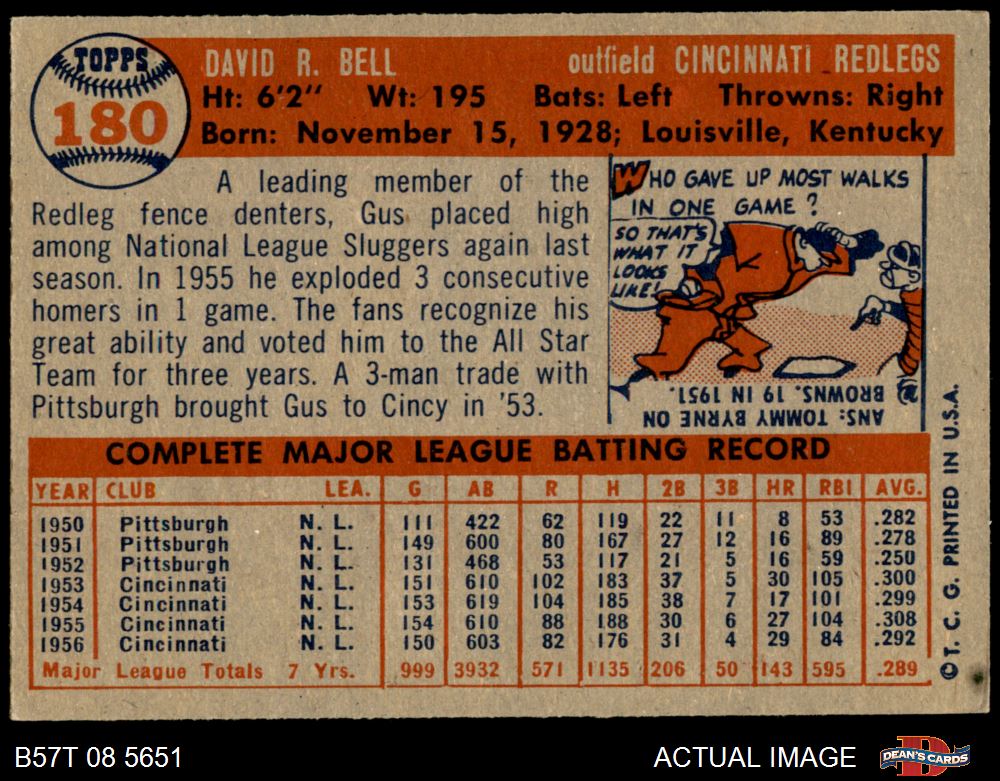 TOPPS
180
DAVID R. BELL outfield CINCINNATI REDLEGS
Ht: 6'2" Wt: 195 Bats: Left Throwns: Right
Born: November 15, 1928; Louisville, Kentucky
A leading member of the
Redleg fence denters, Gus placed high
among National League Sluggers again last
season. In 1955 he exploded 3 consecutive
homers in 1 game. The fans recognize his
great ability and voted him to the All Star
Team for three years. A 3-man trade with
Pittsburgh brought Gus to Cincy in '53.
WHO GAVE UP MOST WALKS
IN ONE GAME?
SO THAT'S
WHAT IT
LOOKS
LIKE!
ANS: TOMMY BYRNE ON
BROWNS. 19 IN 1951.
COMPLETE MAJOR LEAGUE BATTING RECORD
YEAR CLUB LEA. G AB R H 2B 3B HR RBI AVG.
1950 Pittsburgh N. L. 111 422 62 119 22 11 8 53 .282
1951 Pittsburgh N. L. 149 600 80 167 27 12 16 89 .278
1952 Pittsburgh N. L. 131 468 53 117 21 5 16 59 .250
1953 Cincinnati N. L. 151 610 102 183 37 5 30 105 .300
1954 Cincinnati N. L. 153 619 104 185 38 7 17 101 .299
1955 Cincinnati N. L. 154 610 88 188 30 6 27 104 .308
1956 Cincinnati N. L. 150 603 82 176 31 4 29 84 .292
Major League Totals 7 Yrs. 999 3932 571 1135 206 50 143 595 .289
©T. C. G. PRINTED IN U.S.A.
B57T 08 5651 ACTUAL IMAGE DEAN'S CARDS